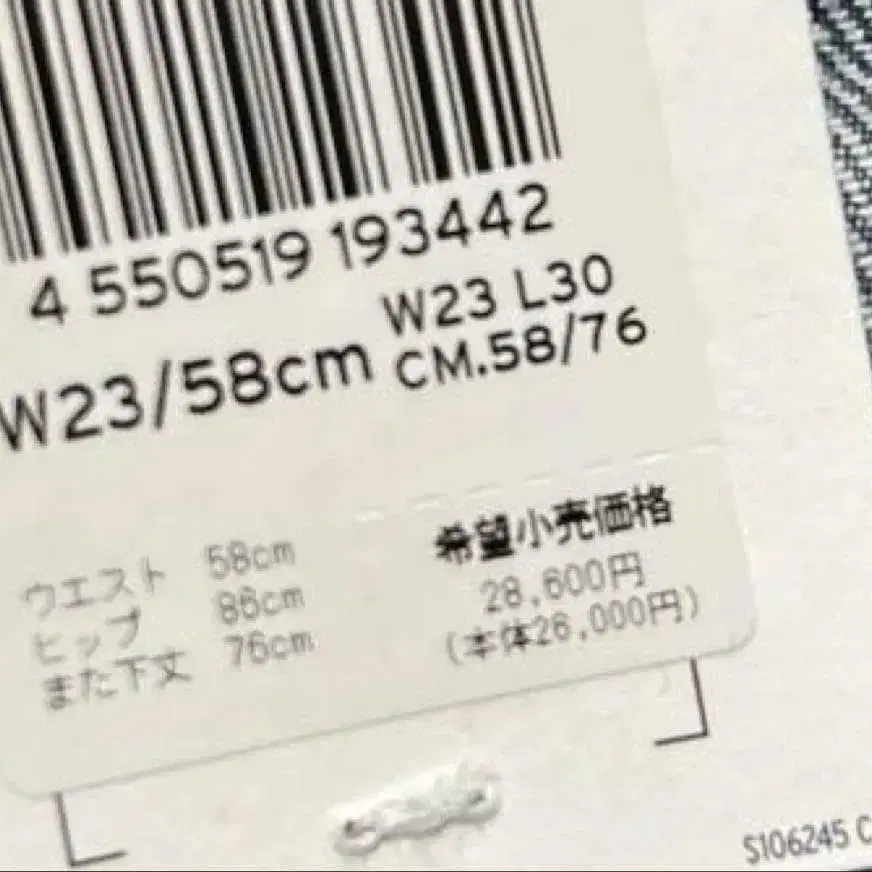 4 550519 193442
W23/58cm
W23 L30
CM.58/76
ウエスト 58cm
ヒップ 86cm
また下丈 76cm
希望小売価格
28,600円
(本体26,000円)
S106245 C